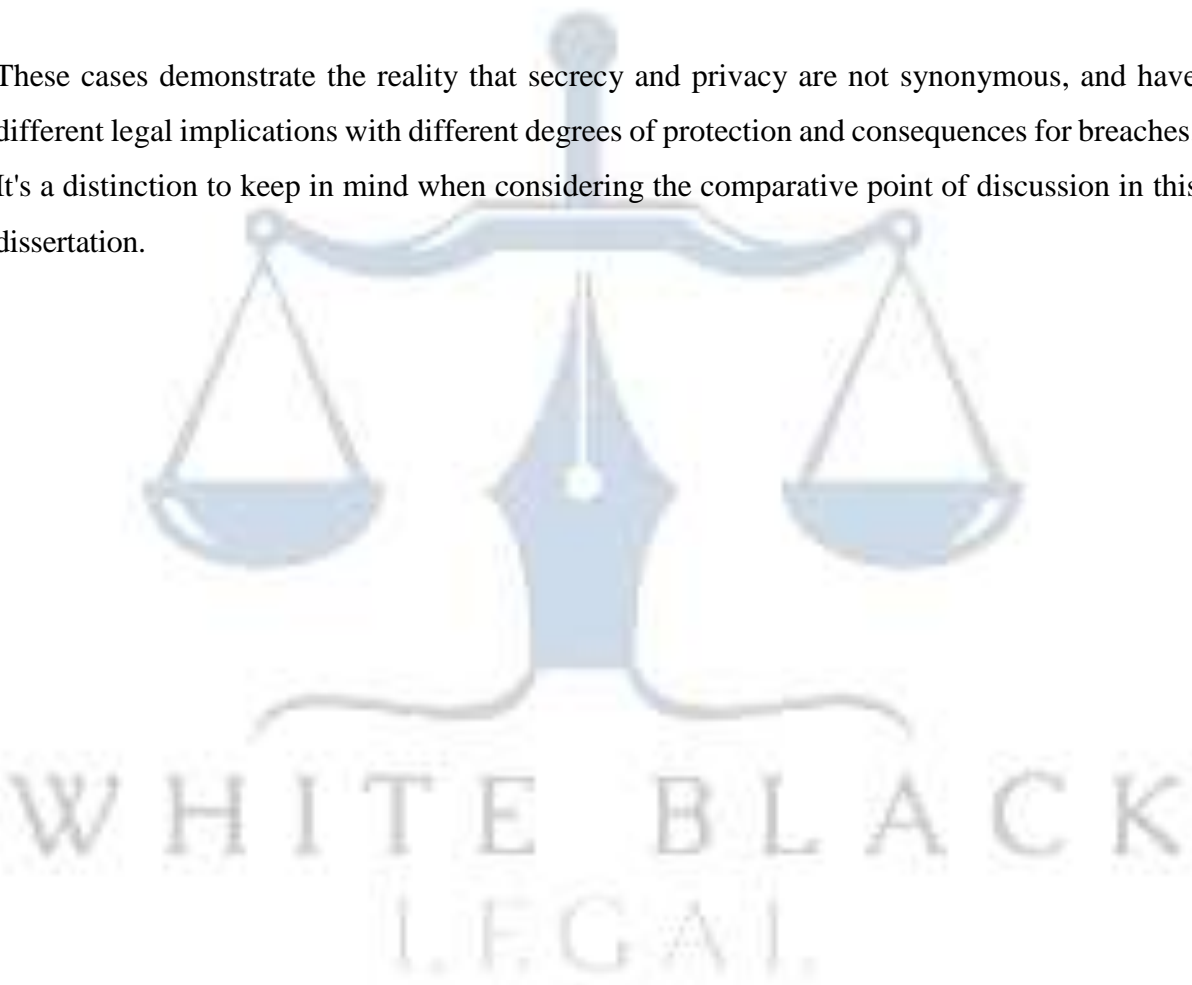 These cases demonstrate the reality that secrecy and privacy are not synonymous, and have
different legal implications with different degrees of protection and consequences for breaches
It's a distinction to keep in mind when considering the comparative point of discussion in this
dissertation.
WHITE BLACK
LEGAL